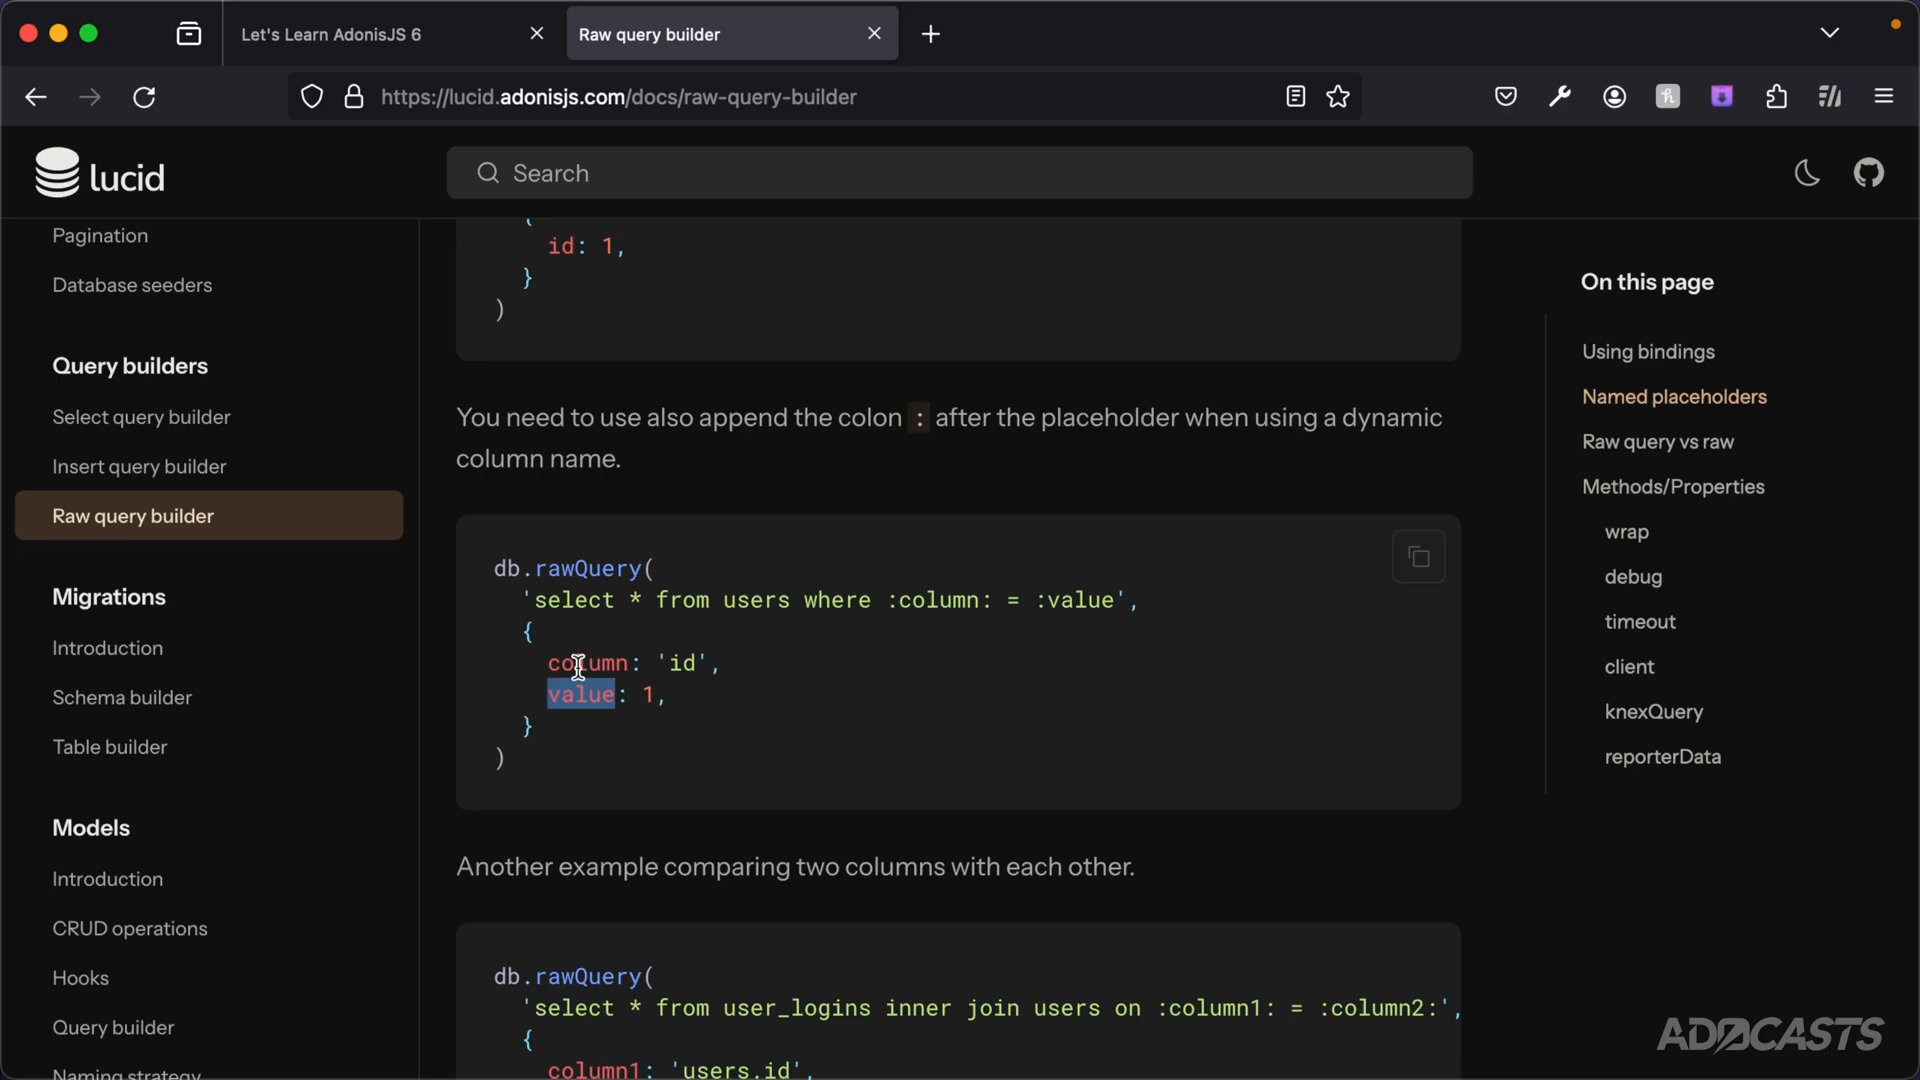 Let's Learn AdonisJS 6
Raw query builder
https://lucid.adonisjs.com/docs/raw-query-builder
lucid
Search
Pagination
Database seeders
Query builders
Select query builder
Insert query builder
Raw query builder
Migrations
Introduction
Schema builder
Table builder
Models
Introduction
CRUD operations
Hooks
Query builder
Naming strategy
{
id: 1,
}
)
You need to use also append the colon : after the placeholder when using a dynamic
column name.
db.rawQuery(
'select * from users where :column: = :value',
{
column: 'id',
value: 1,
}
)
Another example comparing two columns with each other.
db.rawQuery(
'select * from user_logins inner join users on :column1: = :column2:',
{
column1: 'users.id',
On this page
Using bindings
Named placeholders
Raw query vs raw
Methods/Properties
wrap
debug
timeout
client
knexQuery
reporterData
ADOCASTS